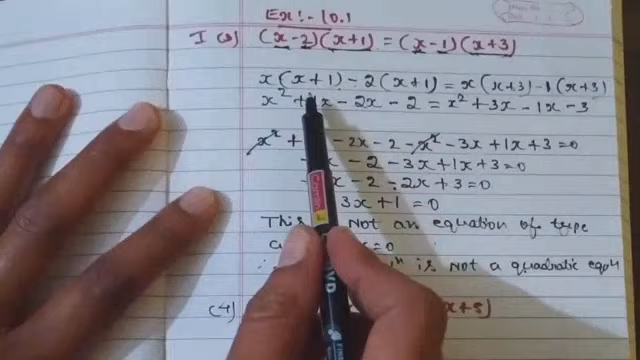 Ex:- 10.1
I (3) (x-2)(x+1) = (x-1)(x+3)
x(x+1) - 2(x+1) = x(x+3) - 1(x+3)
x² + x - 2x - 2 = x² + 3x - 1x - 3
x² + - 2x - 2 - x² - 3x + 1x + 3 = 0
- x - 2 - 3x + 1x + 3 = 0
- x - 2 - 2x + 3 = 0
3x + 1 = 0
This Not an equation of type
= 0
∴ is Not a quadratic eqn
(4) x+5)